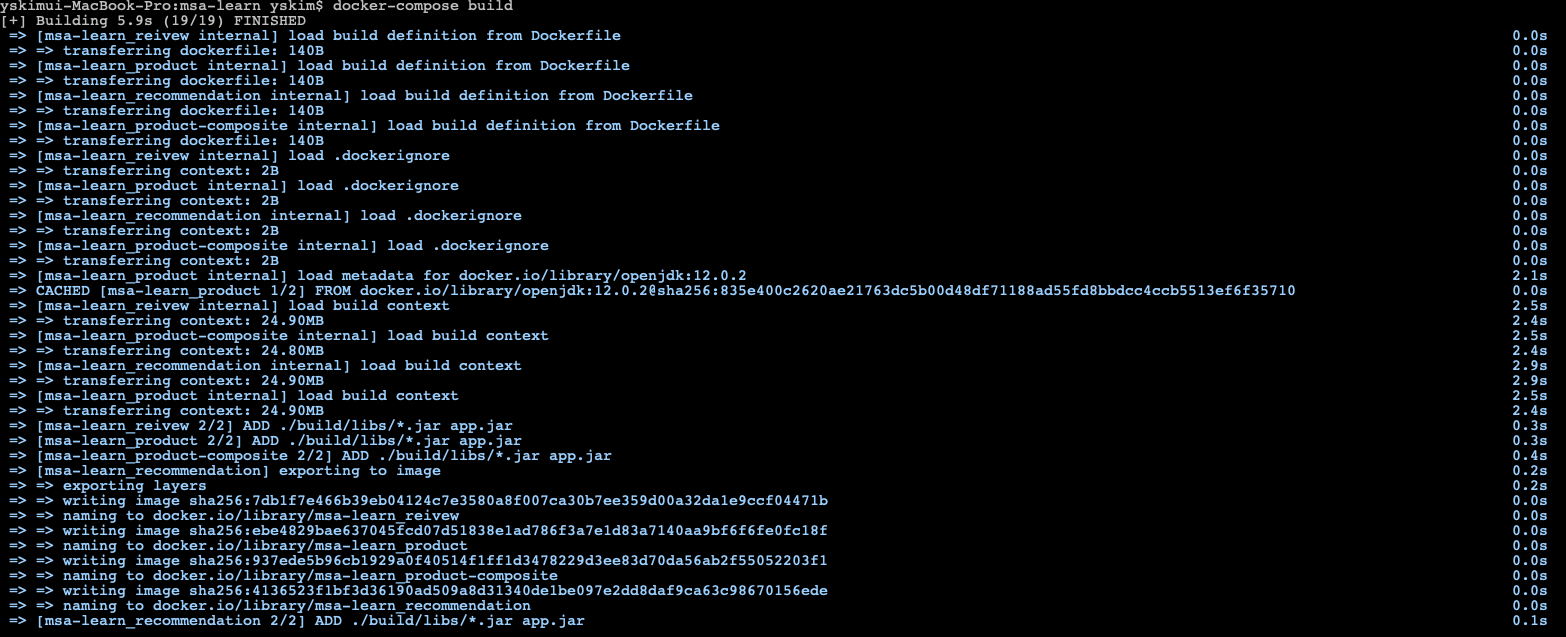 yskimui-MacBook-Pro:msa-learn yskim$ docker-compose build
[+] Building 5.9s (19/19) FINISHED
=> [msa-learn_reivew internal] load build definition from Dockerfile 0.0s
=> => transferring dockerfile: 140B 0.0s
=> [msa-learn_product internal] load build definition from Dockerfile 0.0s
=> => transferring dockerfile: 140B 0.0s
=> [msa-learn_recommendation internal] load build definition from Dockerfile 0.0s
=> => transferring dockerfile: 140B 0.0s
=> [msa-learn_product-composite internal] load build definition from Dockerfile 0.0s
=> => transferring dockerfile: 140B 0.0s
=> [msa-learn_reivew internal] load .dockerignore 0.0s
=> => transferring context: 2B 0.0s
=> [msa-learn_product internal] load .dockerignore 0.0s
=> => transferring context: 2B 0.0s
=> [msa-learn_recommendation internal] load .dockerignore 0.0s
=> => transferring context: 2B 0.0s
=> [msa-learn_product-composite internal] load .dockerignore 0.0s
=> => transferring context: 2B 0.0s
=> [msa-learn_product internal] load metadata for docker.io/library/openjdk:12.0.2 2.1s
=> CACHED [msa-learn_product 1/2] FROM docker.io/library/openjdk:12.0.2@sha256:835e400c2620ae21763dc5b00d48df71188ad55fd8bbdcc4ccb5513ef6f35710 0.0s
=> [msa-learn_reivew internal] load build context 2.5s
=> => transferring context: 24.90MB 2.4s
=> [msa-learn_product-composite internal] load build context 2.5s
=> => transferring context: 24.80MB 2.4s
=> [msa-learn_recommendation internal] load build context 2.9s
=> => transferring context: 24.90MB 2.9s
=> [msa-learn_product internal] load build context 2.5s
=> => transferring context: 24.90MB 2.4s
=> [msa-learn_reivew 2/2] ADD ./build/libs/*.jar app.jar 0.3s
=> [msa-learn_product 2/2] ADD ./build/libs/*.jar app.jar 0.3s
=> [msa-learn_product-composite 2/2] ADD ./build/libs/*.jar app.jar 0.4s
=> [msa-learn_recommendation] exporting to image 0.2s
=> => exporting layers 0.2s
=> => writing image sha256:7db1f7e466b39eb04124c7e3580a8f007ca30b7ee359d00a32da1e9ccf04471b 0.0s
=> => naming to docker.io/library/msa-learn_reivew 0.0s
=> => writing image sha256:ebe4829bae637045fcd07d51838e1ad786f3a7e1d83a7140aa9bf6f6fe0fc18f 0.0s
=> => naming to docker.io/library/msa-learn_product 0.0s
=> => writing image sha256:937ede5b96cb1929a0f40514f1ff1d3478229d3ee83d70da56ab2f55052203f1 0.0s
=> => naming to docker.io/library/msa-learn_product-composite 0.0s
=> => writing image sha256:4136523f1bf3d36190ad509a8d31340de1be097e2dd8daf9ca63c98670156ede 0.0s
=> => naming to docker.io/library/msa-learn_recommendation 0.0s
=> [msa-learn_recommendation 2/2] ADD ./build/libs/*.jar app.jar 0.1s